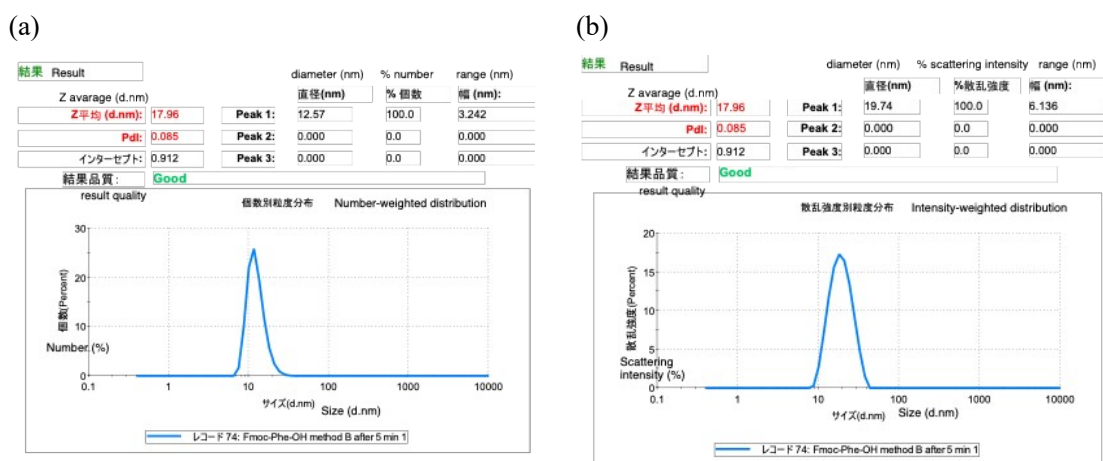 (a)
結果 Result
diameter (nm) % number range (nm)
Z avarage (d.nm)
直径(nm) % 個数 幅 (nm):
Z平均 (d.nm): 17.96 Peak 1: 12.57 100.0 3.242
PdI: 0.085 Peak 2: 0.000 0.0 0.000
インターセプト: 0.912 Peak 3: 0.000 0.0 0.000
結果品質: Good
result quality
個数別粒度分布 Number-weighted distribution
30
20
10
0
個数(Percent)
Number (%)
0.1 1 10 100 1000 10000
サイズ(d.nm) Size (d.nm)
レコード 74: Fmoc-Phe-OH method B after 5 min 1
(b)
結果 Result
diameter (nm) % scattering intensity range (nm)
Z avarage (d.nm)
直径(nm) %散乱強度 幅 (nm):
Z平均 (d.nm): 17.96 Peak 1: 19.74 100.0 6.136
PdI: 0.085 Peak 2: 0.000 0.0 0.000
インターセプト: 0.912 Peak 3: 0.000 0.0 0.000
結果品質: Good
result quality
散乱強度別粒度分布 Intensity-weighted distribution
20
15
10
5
0
散乱強度(Percent)
Scattering
intensity (%)
0.1 1 10 100 1000 10000
サイズ(d.nm) Size (d.nm)
レコード 74: Fmoc-Phe-OH method B after 5 min 1